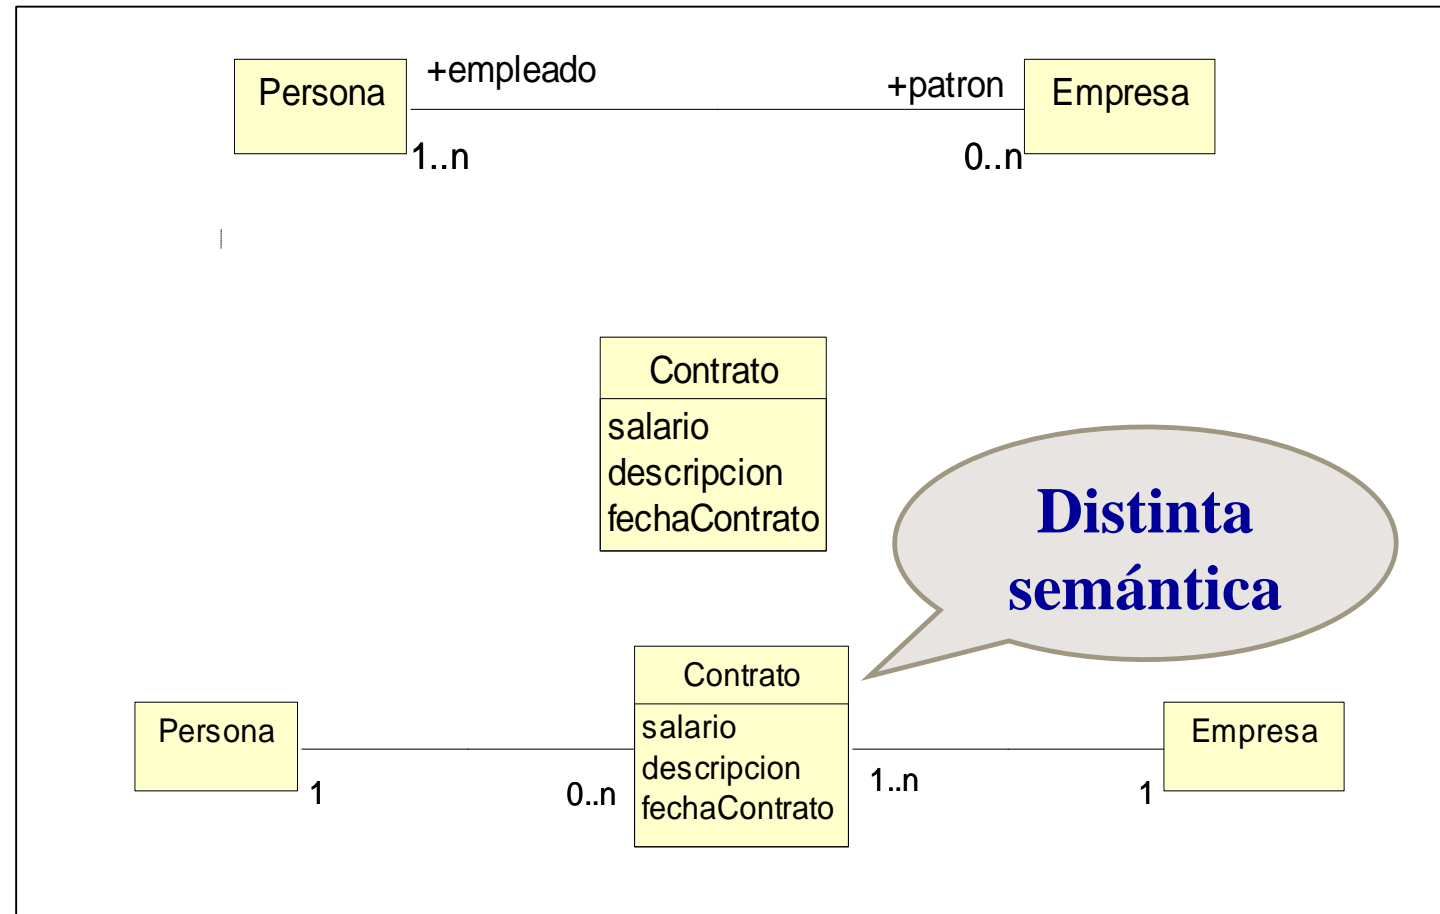 Persona
+empleado
+patron
Empresa
1..n
0..n
Contrato
salario
descripcion
fechaContrato
Distinta
semántica
Contrato
Persona
salario
Empresa
descripcion
1
0..n
fechaContrato
1..n
1